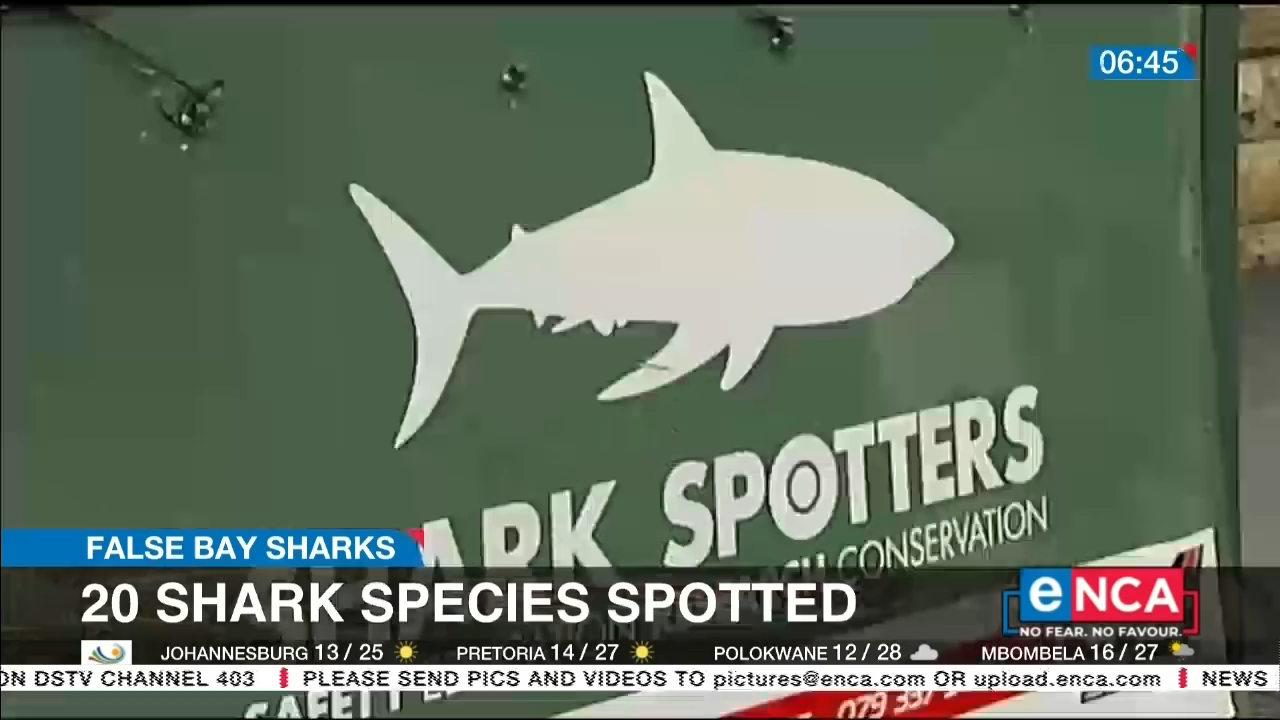 06:45
SPOTTERS
CONSERVATION
FALSE BAY SHARKS
20 SHARK SPECIES SPOTTED
eNCA
NO FEAR. NO FAVOUR.
JOHANNESBURG 13 / 25 PRETORIA 14 / 27 POLOKWANE 12 / 28 MBOMBELA 16 / 27
ON DSTV CHANNEL 403 PLEASE SEND PICS AND VIDEOS TO pictures@enca.com OR upload.enca.com NEWS